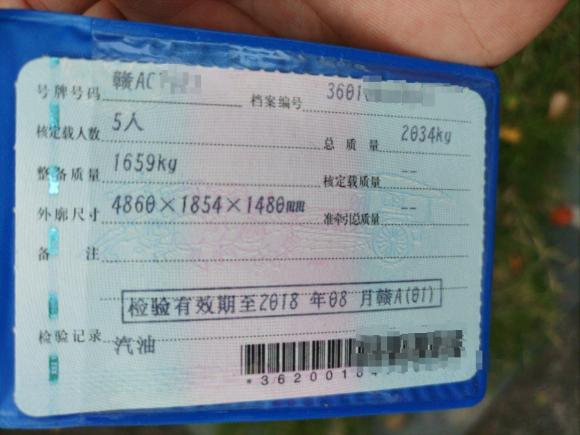 号牌号码 赣AC 档案编号 3601
核定载人数 5人 总质量 2034kg
整备质量 1659kg 核定载质量 --
外廓尺寸 4860×1854×1480mm 准牵引总质量 --
备注
检验有效期至2018 年08 月赣A(01)
检验记录 汽油
*362001